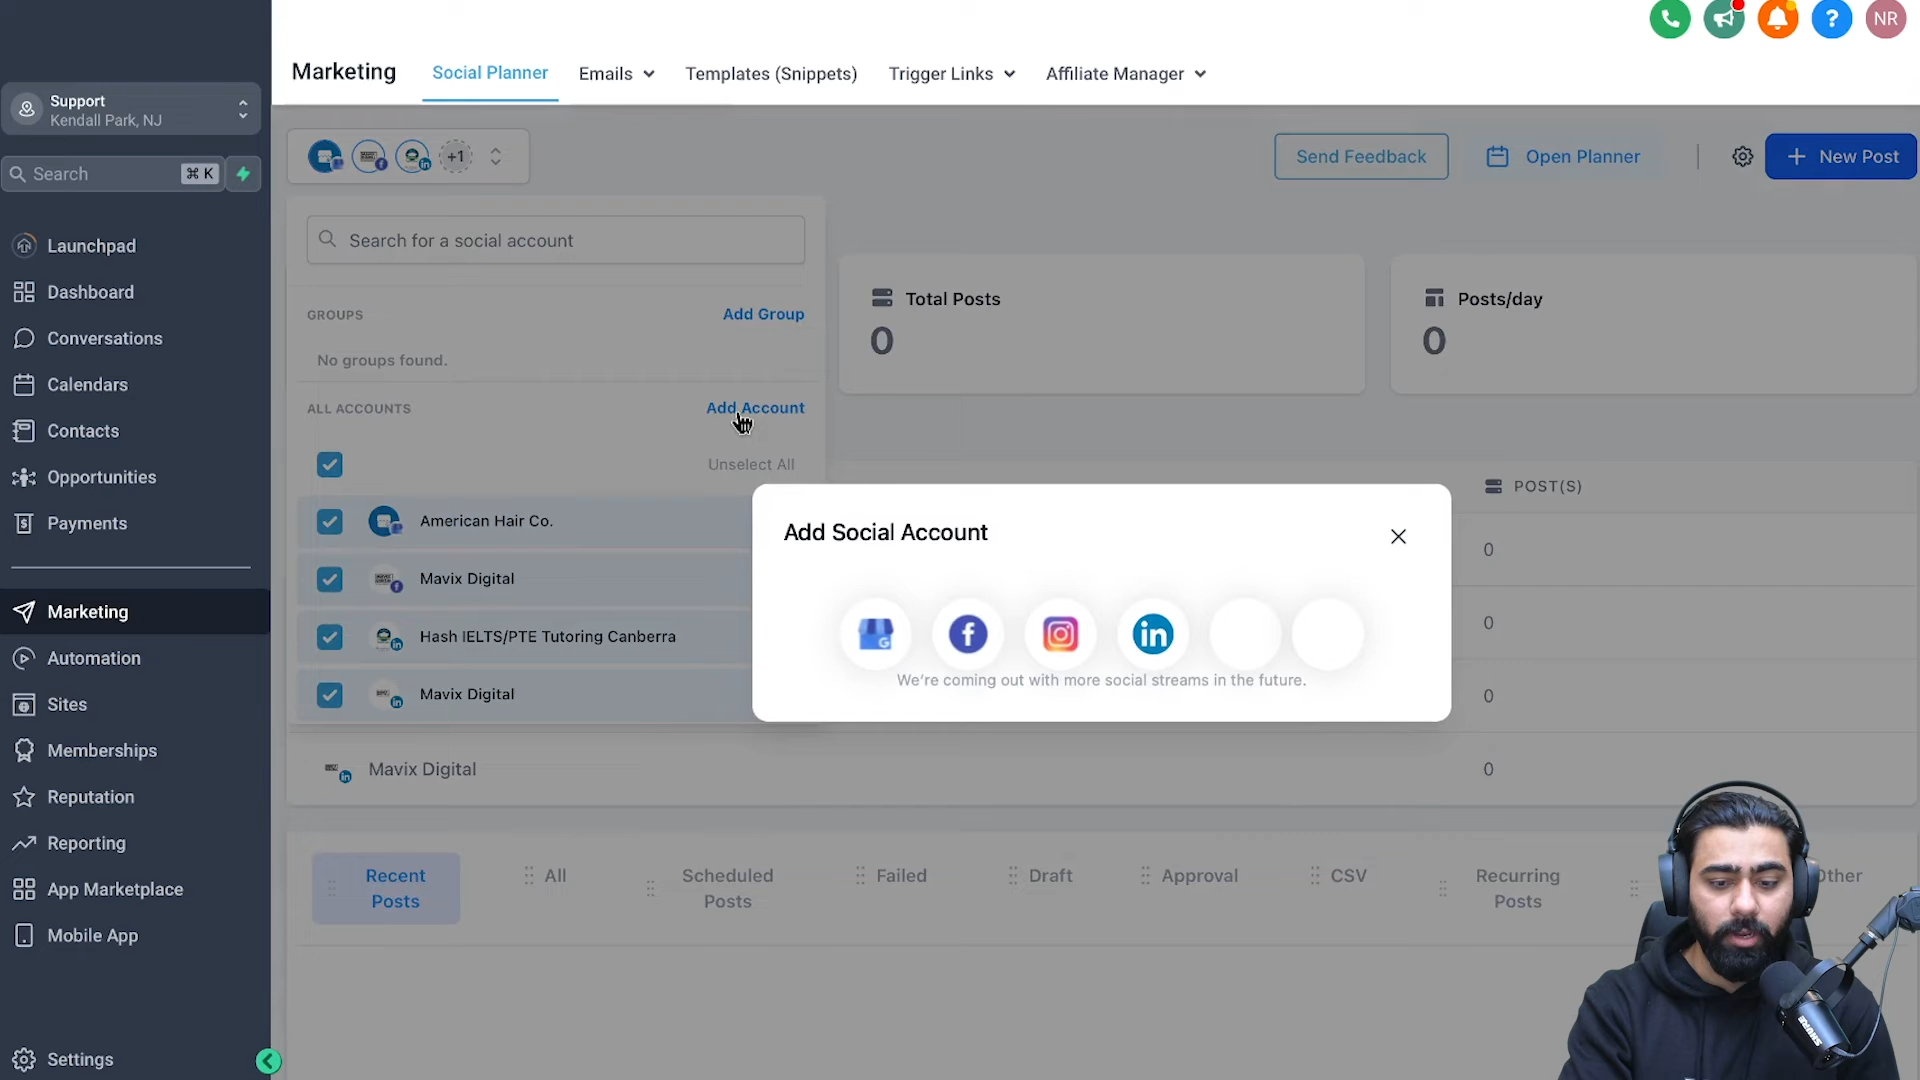 NR
Marketing
Social Planner
Emails
Templates (Snippets)
Trigger Links
Affiliate Manager
Support
Kendall Park, NJ
Search
⌘ K
+1
Send Feedback
Open Planner
+ New Post
Launchpad
Dashboard
Conversations
Calendars
Contacts
Opportunities
Payments
Marketing
Automation
Sites
Memberships
Reputation
Reporting
App Marketplace
Mobile App
Settings
Search for a social account
GROUPS
Add Group
No groups found.
ALL ACCOUNTS
Add Account
Unselect All
American Hair Co.
Mavix Digital
Hash IELTS/PTE Tutoring Canberra
Mavix Digital
Mavix Digital
Total Posts
0
Posts/day
0
POST(S)
0
0
0
0
Add Social Account
We're coming out with more social streams in the future.
Recent
Posts
All
Scheduled
Posts
Failed
Draft
Approval
CSV
Recurring
Posts
Other
SHURE